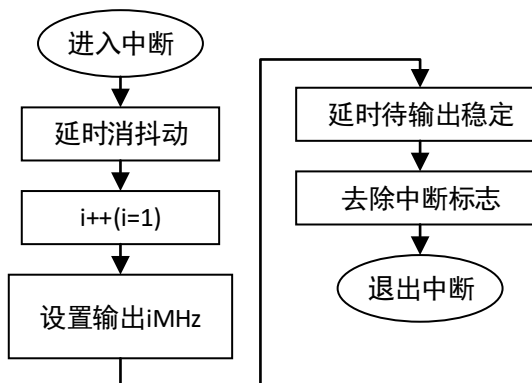 进入中断
延时消抖动
i++(i=1)
设置输出iMHz
延时待输出稳定
去除中断标志
退出中断